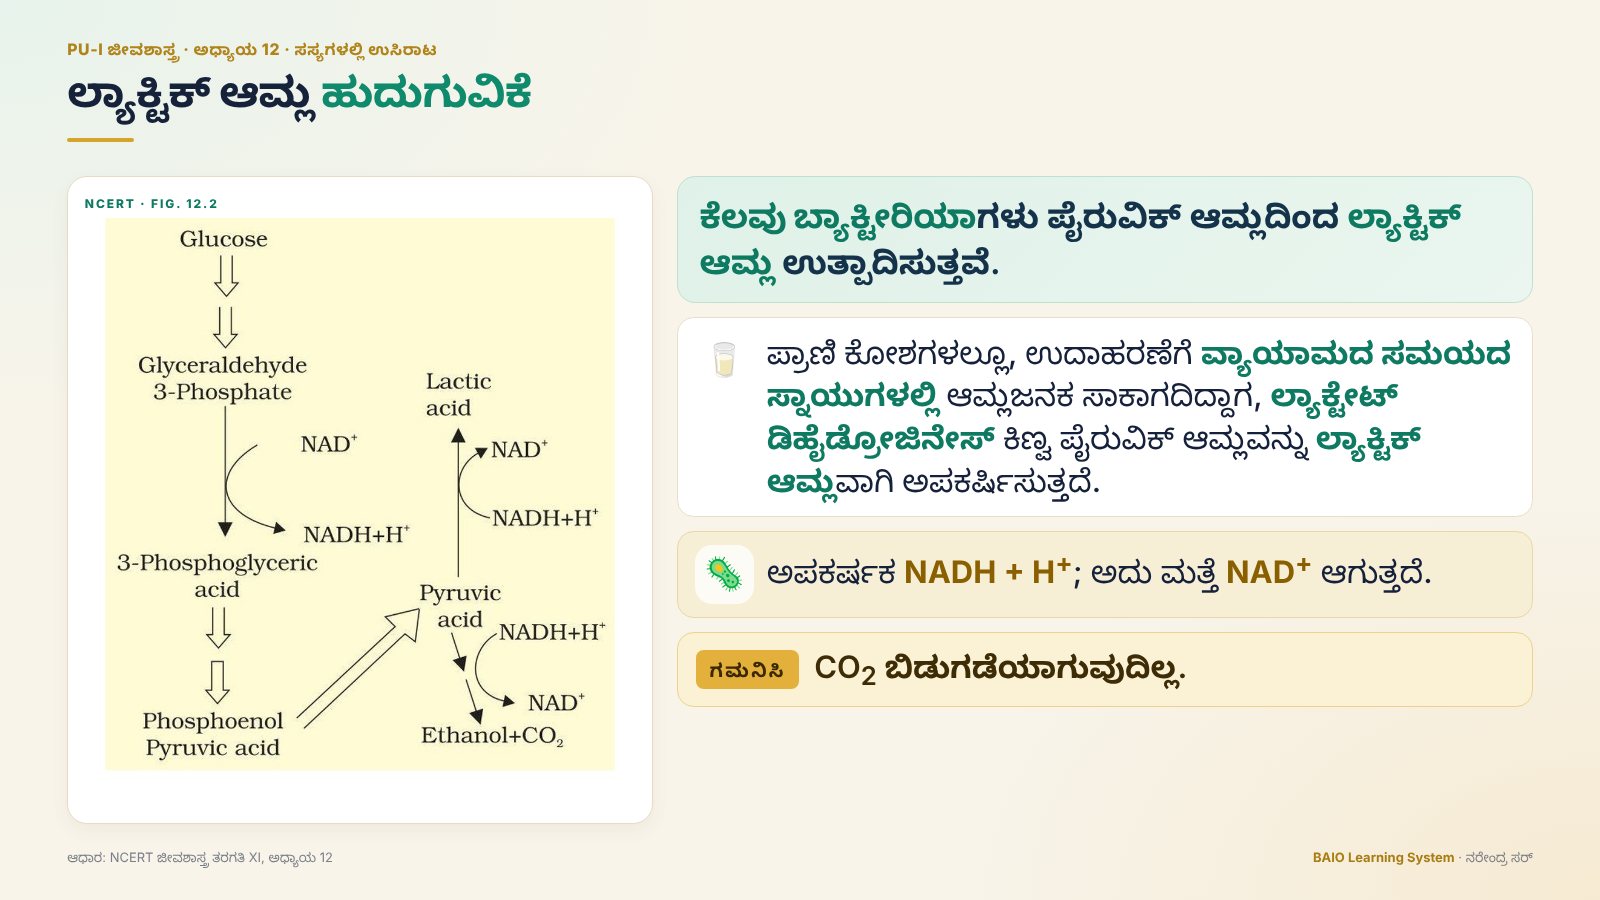 PU-I ಜೀವಶಾಸ್ತ್ರ · ಅಧ್ಯಾಯ 12 · ಸಸ್ಯಗಳಲ್ಲಿ ಉಸಿರಾಟ
ಲ್ಯಾಕ್ಟಿಕ್ ಆಮ್ಲ ಹುದುಗುವಿಕೆ
NCERT · FIG. 12.2
Glucose
Glyceraldehyde
3-Phosphate
NAD⁺
NADH+H⁺
3-Phosphoglyceric
acid
Phosphoenol
Pyruvic acid
Lactic
acid
NAD⁺
NADH+H⁺
Pyruvic
acid
NADH+H⁺
NAD⁺
Ethanol+CO₂
ಕೆಲವು ಬ್ಯಾಕ್ಟೀರಿಯಾಗಳು ಪೈರುವಿಕ್ ಆಮ್ಲದಿಂದ ಲ್ಯಾಕ್ಟಿಕ್
ಆಮ್ಲ ಉತ್ಪಾದಿಸುತ್ತವೆ.
ಪ್ರಾಣಿ ಕೋಶಗಳಲ್ಲೂ, ಉದಾಹರಣೆಗೆ ವ್ಯಾಯಾಮದ ಸಮಯದ
ಸ್ನಾಯುಗಳಲ್ಲಿ ಆಮ್ಲಜನಕ ಸಾಕಾಗದಿದ್ದಾಗ, ಲ್ಯಾಕ್ಟೇಟ್
ಡಿಹೈಡ್ರೋಜಿನೇಸ್ ಕಿಣ್ವ ಪೈರುವಿಕ್ ಆಮ್ಲವನ್ನು ಲ್ಯಾಕ್ಟಿಕ್
ಆಮ್ಲವಾಗಿ ಅಪಕರ್ಷಿಸುತ್ತದೆ.
ಅಪಕರ್ಷಕ NADH + H⁺; ಅದು ಮತ್ತೆ NAD⁺ ಆಗುತ್ತದೆ.
ಗಮನಿಸಿ CO₂ ಬಿಡುಗಡೆಯಾಗುವುದಿಲ್ಲ.
ಆಧಾರ: NCERT ಜೀವಶಾಸ್ತ್ರ ತರಗತಿ XI, ಅಧ್ಯಾಯ 12
BAIO Learning System · ನರೇಂದ್ರ ಸರ್